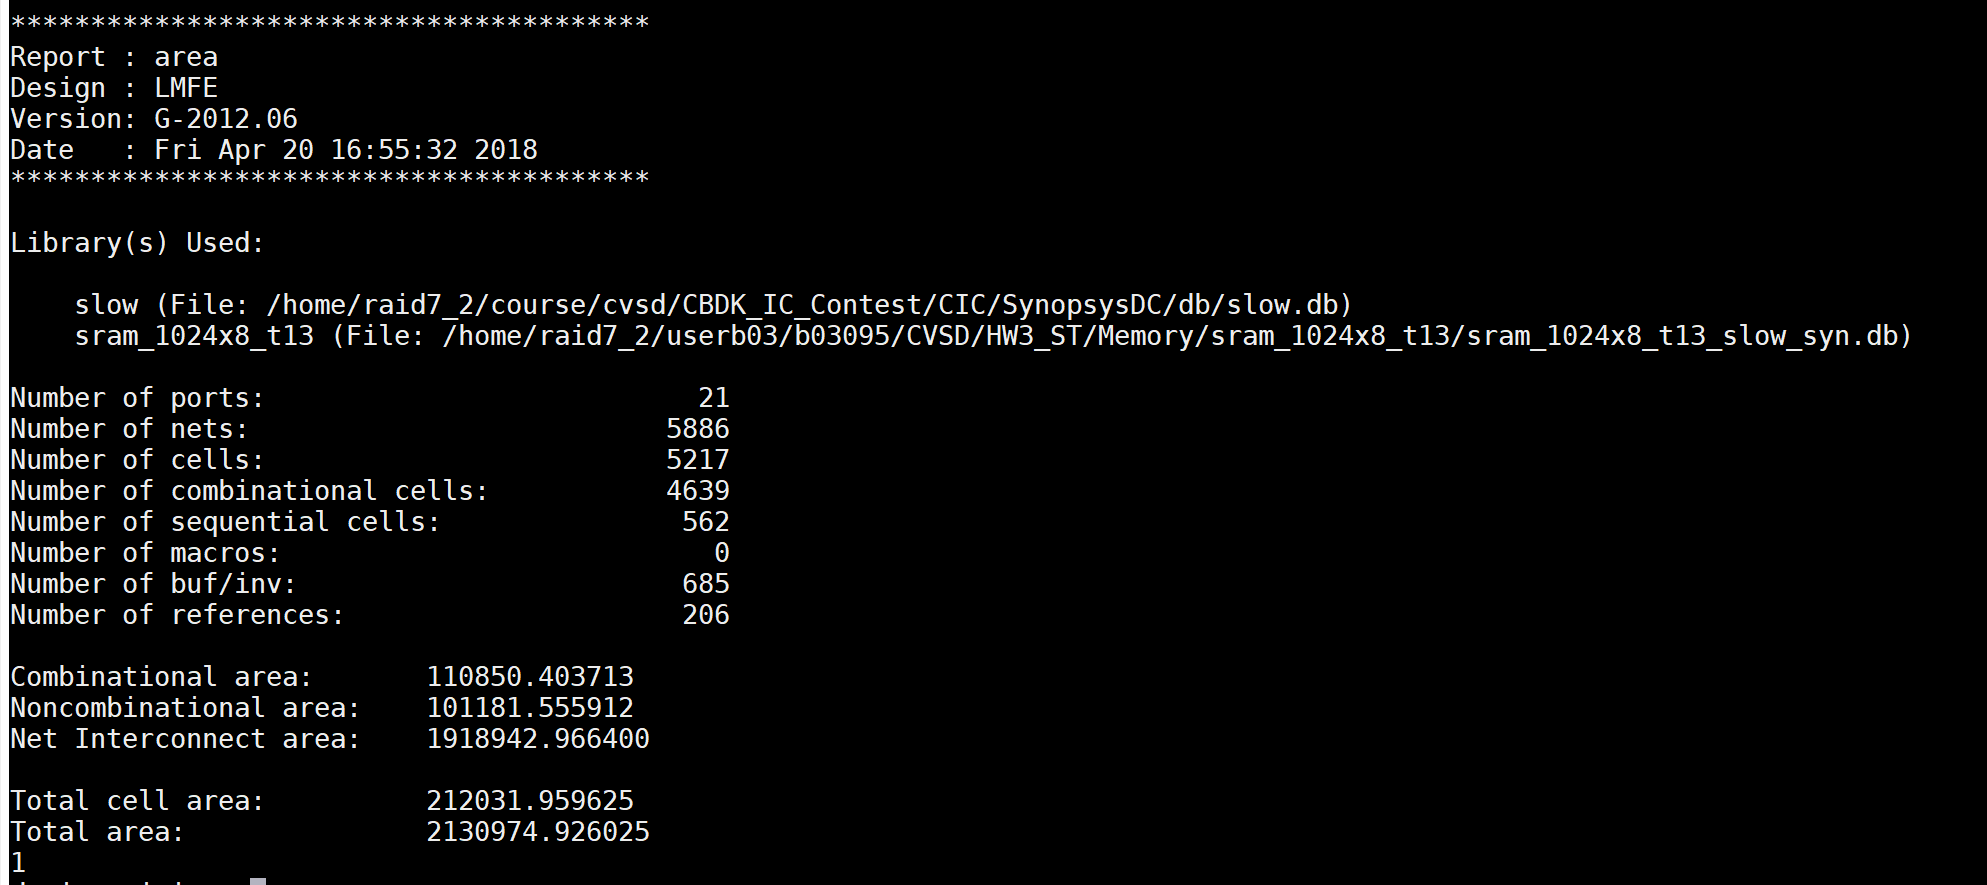 ****************************************
Report : area
Design : LMFE
Version: G-2012.06
Date   : Fri Apr 20 16:55:32 2018
****************************************

Library(s) Used:

    slow (File: /home/raid7_2/course/cvsd/CBDK_IC_Contest/CIC/SynopsysDC/db/slow.db)
    sram_1024x8_t13 (File: /home/raid7_2/userb03/b03095/CVSD/HW3_ST/Memory/sram_1024x8_t13/sram_1024x8_t13_slow_syn.db)

Number of ports:                           21
Number of nets:                          5886
Number of cells:                         5217
Number of combinational cells:           4639
Number of sequential cells:               562
Number of macros:                           0
Number of buf/inv:                        685
Number of references:                     206

Combinational area:       110850.403713
Noncombinational area:    101181.555912
Net Interconnect area:    1918942.966400

Total cell area:          212031.959625
Total area:               2130974.926025
1